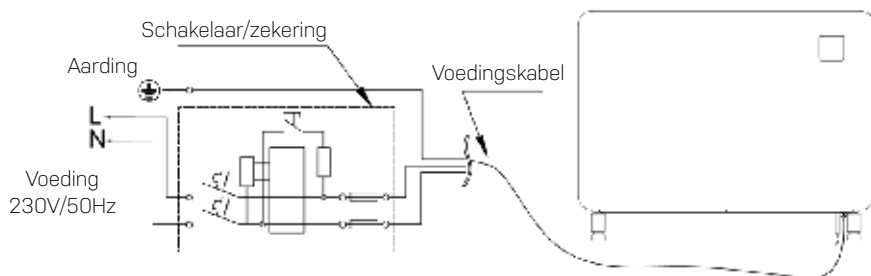 Schakelaar/zekering
Aarding
Voedingskabel
L
N
Voeding
230V/50Hz